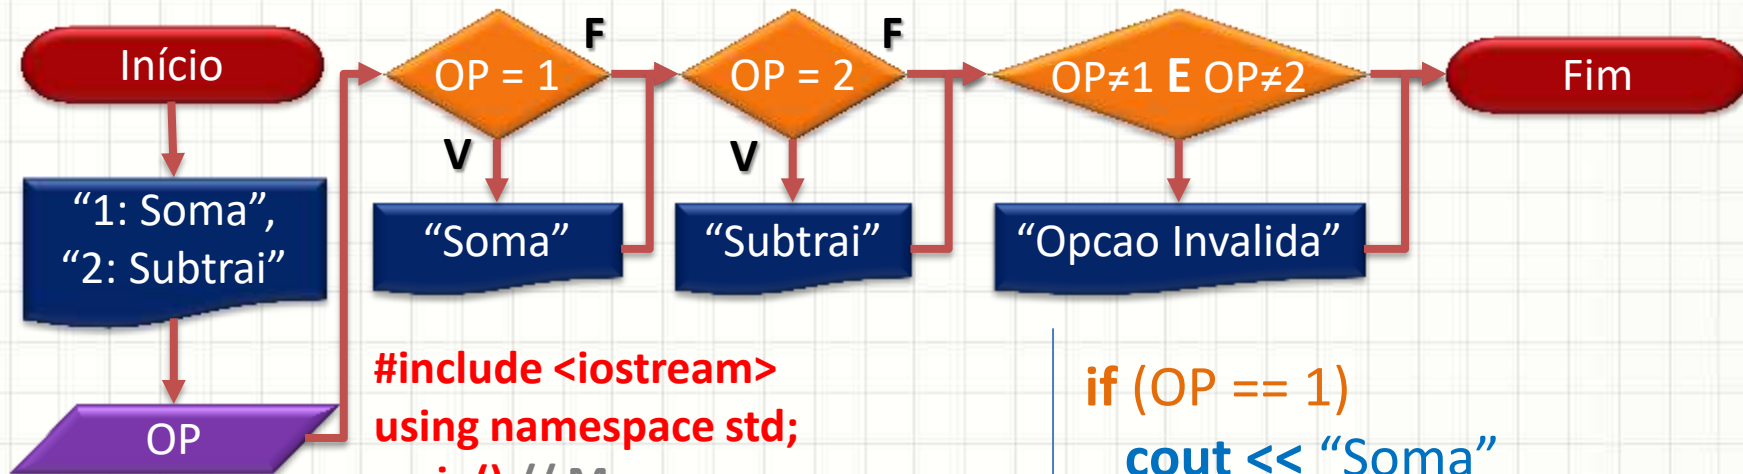 Início
"1: Soma",
"2: Subtrai"
OP
OP = 1
F
V
"Soma"
OP = 2
F
V
"Subtrai"
OP≠1 E OP≠2
"Opcao Invalida"
Fim
#include <iostream>
using namespace std;
if (OP == 1)
cout << "Soma"